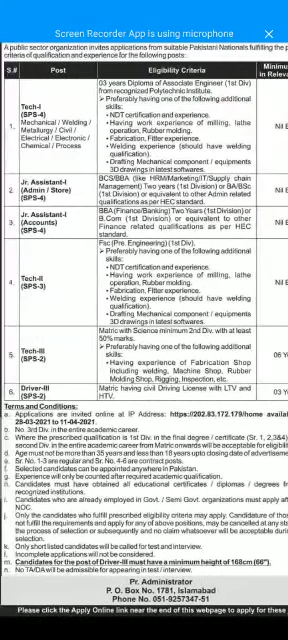 Screen Recorder App is using microphone
A public sector organization invites applications from suitable Pakistani Nationals fulfilling the
criteria of qualification and experience for the following posts:
S.# Post Eligibility Criteria Minimu
in Releva
1. Tech-I
(SPS-4)
Mechanical / Welding /
Metallurgy / Civil /
Electrical / Electronic /
Chemical / Process
03 years Diploma of Associate Engineer (1st Div)
from recognized Polytechnic Institute.
➢ Preferably having one of the following additional
skills:
• NDT certification and experience.
• Having work experience of milling, lathe
operation, Rubber molding.
• Fabrication, Fitter experience.
• Welding experience (should have welding
qualification).
• Drafting Mechanical component / equipments
3D drawings in latest softwares.
Nil E
2. Jr. Assistant-I
(Admin / Store)
(SPS-4)
BCS/BBA (like HRM/Marketing/IT/Supply chain
Management) Two years (1st Division) or BA/BSc
(1st Division) or equivalent to other Admin related
qualifications as per HEC standard.
Nil E
3. Jr. Assistant-I
(Accounts)
(SPS-4)
BBA (Finance/Banking) Two Years (1st Division) or
B.Com (1st Division) or equivalent to other
Finance related qualifications as per HEC
standard.
Nil E
4. Tech-II
(SPS-3)
Fsc (Pre. Engineering) (1st Div).
➢ Preferably having one of the following additional
skills:
• NDT certification and experience.
• Having work experience of milling, lathe
operation, Rubber molding.
• Fabrication, Fitter experience.
• Welding experience (should have welding
qualification).
• Drafting Mechanical component / equipments
3D drawings in latest softwares.
Nil E
5. Tech-III
(SPS-2)
Matric with Science minimum 2nd Div. with at least
50% marks.
➢ Preferably having one of the following additional
skills:
• Having experience of Fabrication Shop
including welding, Machine Shop, Rubber
Molding Shop, Rigging, Inspection, etc.
06 Y
6. Driver-III
(SPS-2)
Matric having civil Driving License with LTV and
HTV.
03 Y
Terms and Conditions:
a. Applications are invited online at IP Address: https://202.83.172.179/home availal
28-03-2021 to 11-04-2021.
b. No. 3rd Div. in the entire academic career.
c. Where the prescribed qualification is 1st Div. in the final degree / certificate (Sr. 1, 2,3&4)
second Div. in the entire academic career from Matric onwards will be acceptable for eligibilit
d. Age must not be more than 35 years and less than 18 years upto closing date of advertiseme
e. Sr. No. 1-3 are regular and Sr. No. 4-6 are contract posts.
f. Selected candidates can be appointed anywhere in Pakistan.
g. Experience will only be counted after required academic qualification.
h. Candidates must have obtained all educational certificates / diplomas / degrees fr
recognized institutions.
i. Candidates who are already employed in Govt. / Semi Govt. organizations must apply aft
NOC.
j. Only the candidates who fulfill prescribed eligibility criteria may apply. Candidature of thos
not fulfill the requirements and apply for any of above positions, may be cancelled at any sta
the process of selection or subsequently and no claim whatsoever will be acceptable durin
selection.
k. Only short listed candidates will be called for test and interview.
l. Incomplete applications will not be considered.
m. Candidates for the post of Driver-III must have a minimum height of 168cm (66").
n. No TA/DA will be admissible for appearing in test / interview.
Pr. Administrator
P. O. Box No. 1781, Islamabad
Phone No. 051-9257347-51
Please click the Apply Online link near the end of this webpage to apply for these